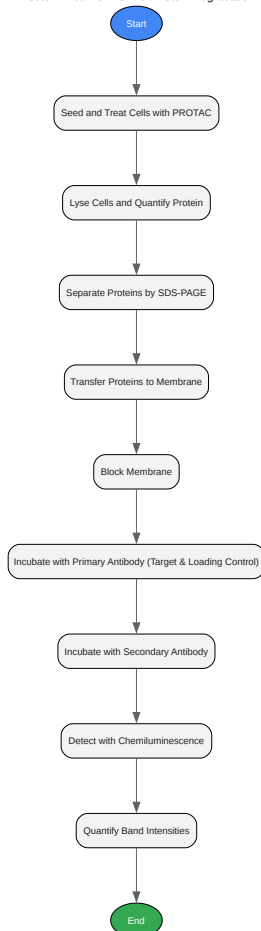 Start
Seed and Treat Cells with PROTAC
Lyse Cells and Quantify Protein
Separate Proteins by SDS-PAGE
Transfer Proteins to Membrane
Block Membrane
Incubate with Primary Antibody (Target & Loading Control)
Incubate with Secondary Antibody
Detect with Chemiluminescence
Quantify Band Intensities
End